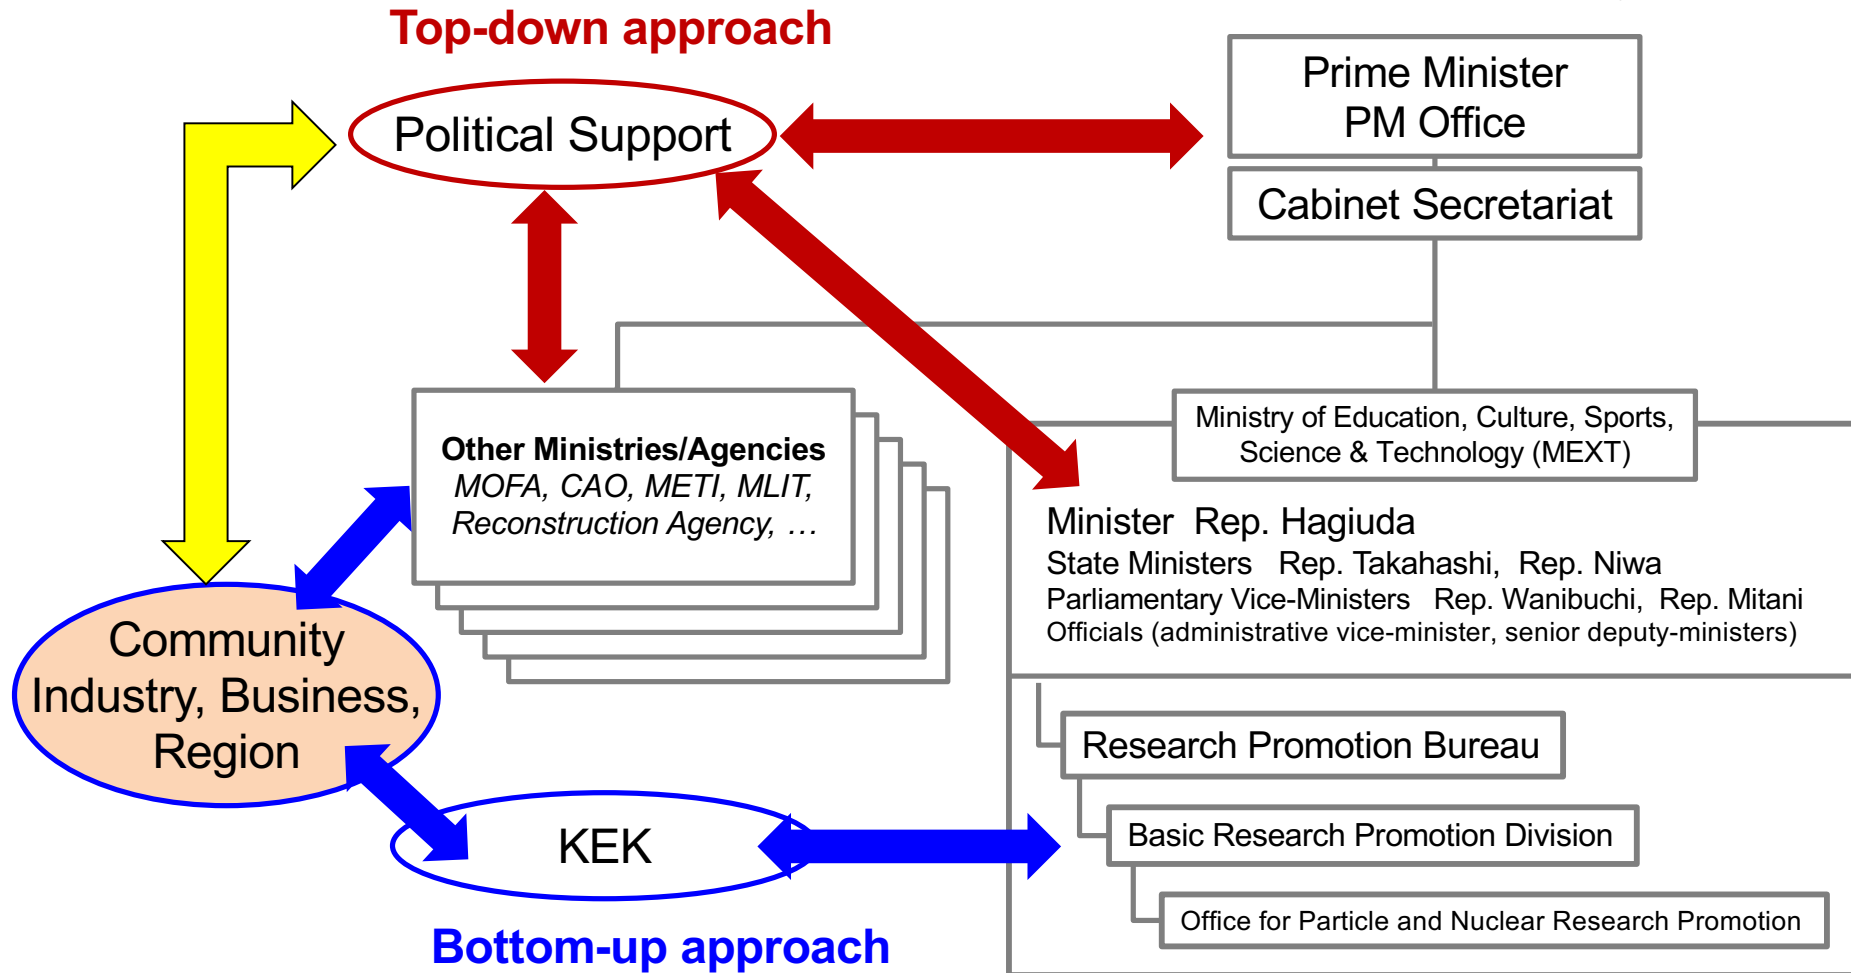 Top-down approach
Political Support
Prime Minister
PM Office
Cabinet Secretariat
Other Ministries/Agencies
MOFA, CAO, METI, MLIT,
Reconstruction Agency, …
Ministry of Education, Culture, Sports,
Science & Technology (MEXT)
Minister Rep. Hagiuda
State Ministers Rep. Takahashi, Rep. Niwa
Parliamentary Vice-Ministers Rep. Wanibuchi, Rep. Mitani
Officials (administrative vice-minister, senior deputy-ministers)
Community
Industry, Business,
Region
Research Promotion Bureau
Basic Research Promotion Division
KEK
Office for Particle and Nuclear Research Promotion
Bottom-up approach